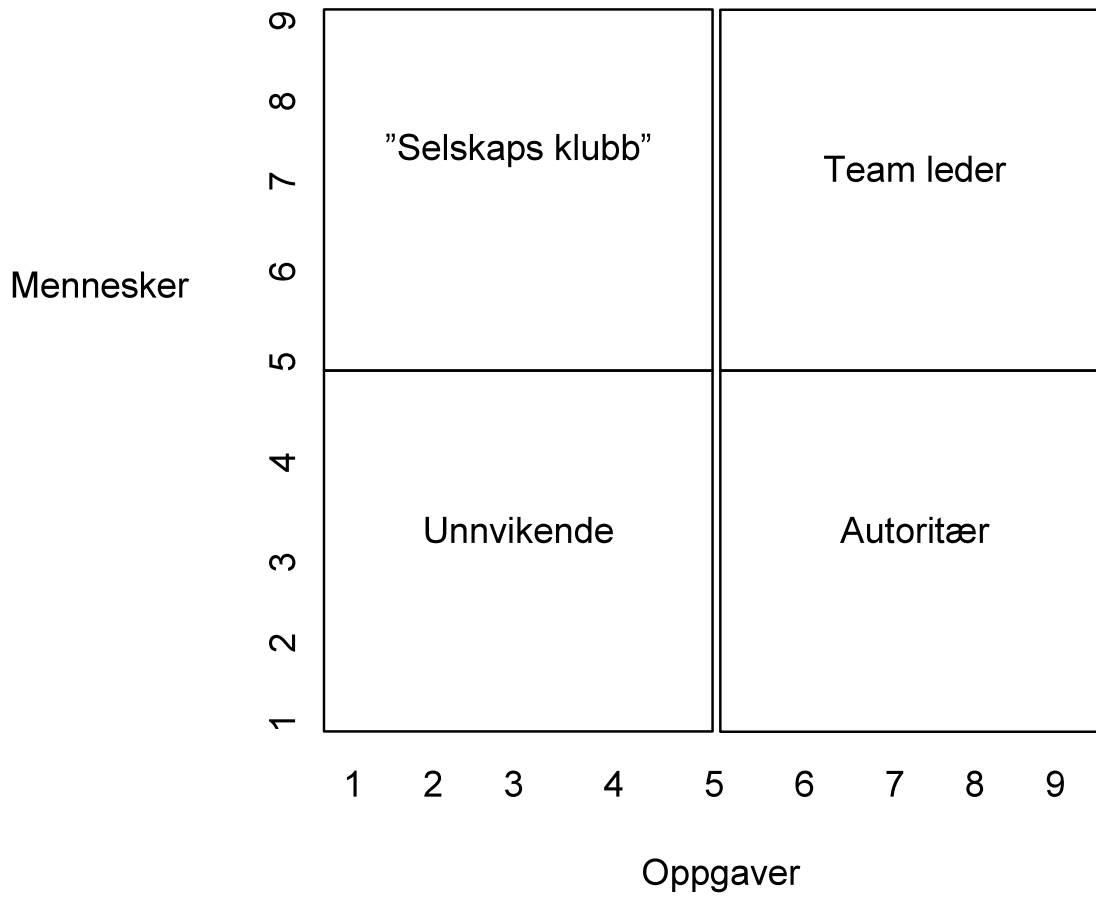 9
8
”Selskaps klubb”
7
Team leder
6
Mennesker
5
4
Unnvikende
Autoritær
3
2
1
1 2 3 4 5 6 7 8 9
Oppgaver